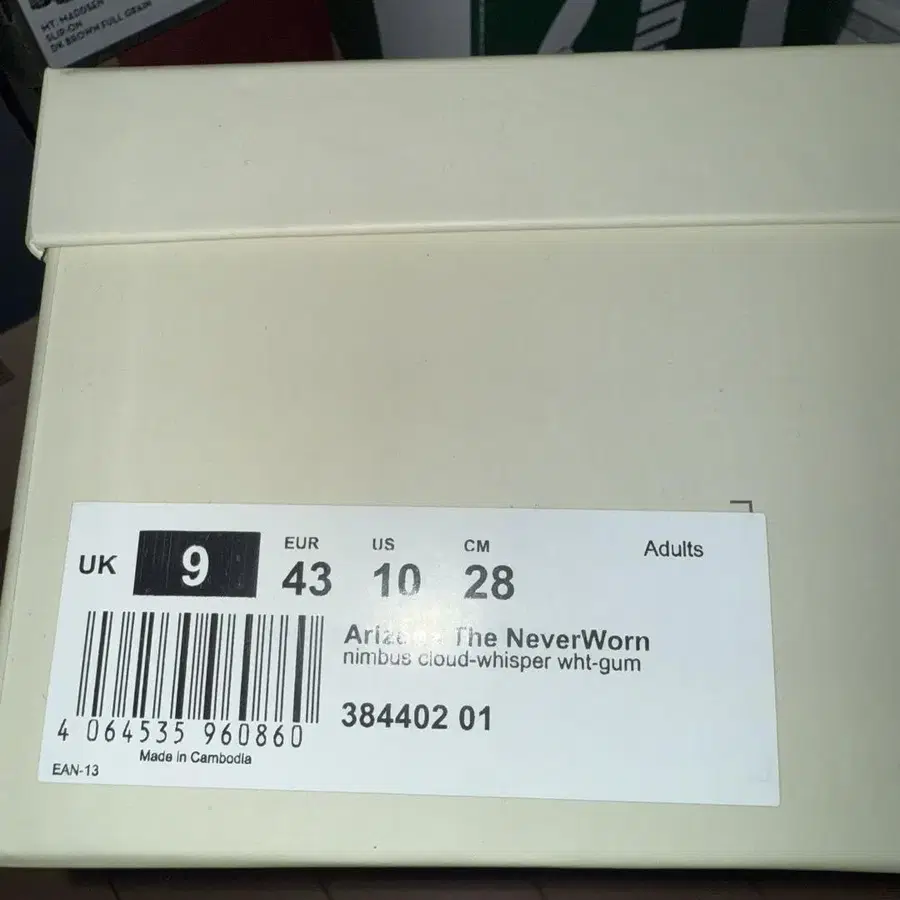 MT. MADDSEN
SLIP-ON
DK BROWN FULL GRAIN
UK 9
EUR 43
US 10
CM 28
Adults
The NeverWorn
nimbus cloud-whisper wht-gum
384402 01
4 064535 960860
Made in Cambodia
EAN-13